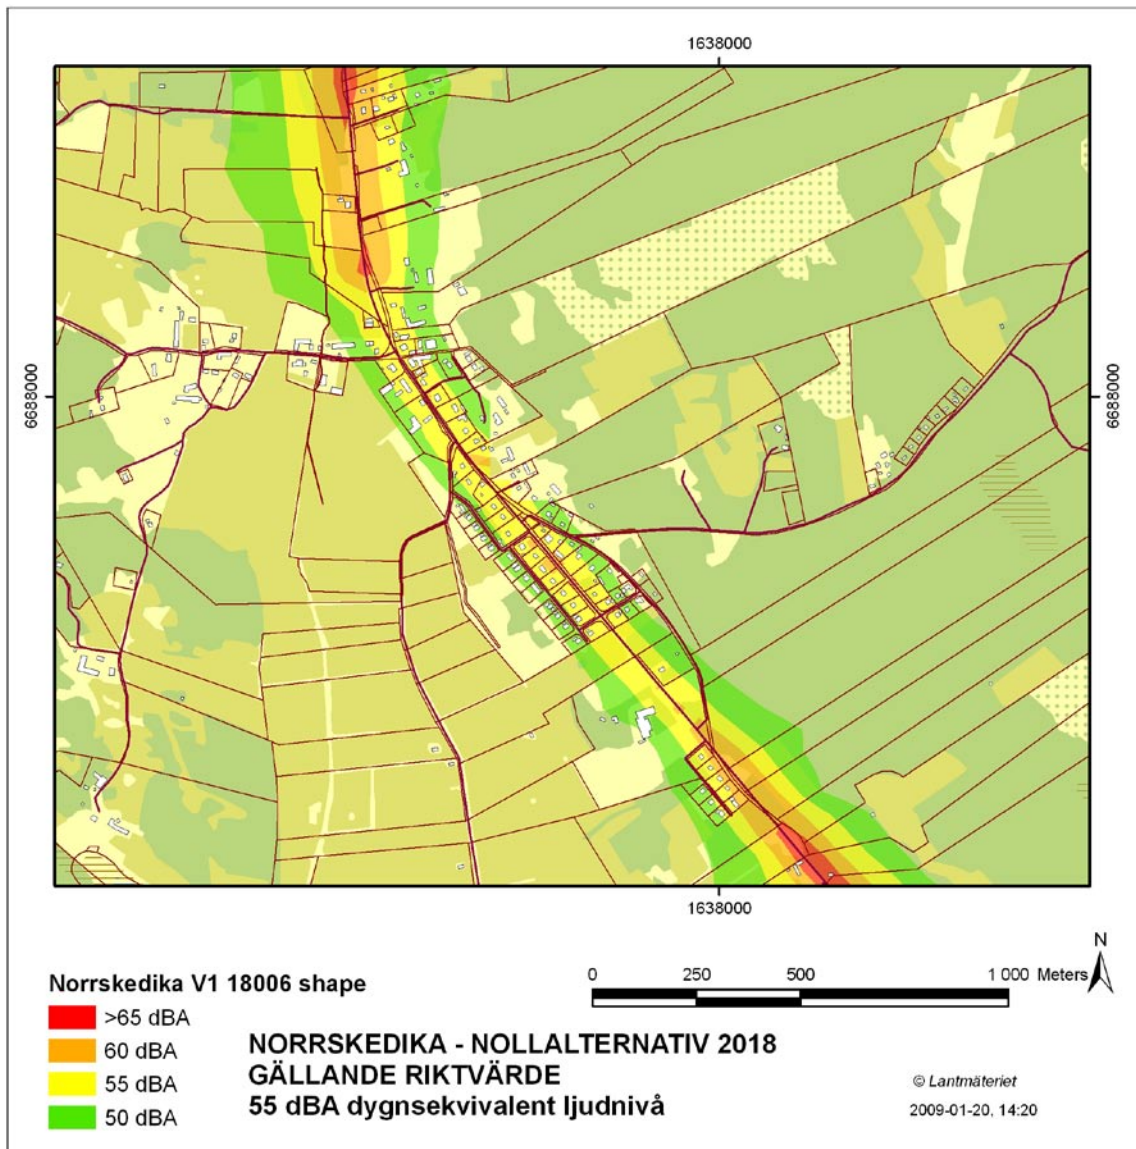 1638000
6688000
6688000
1638000
Norrskedika V1 18006 shape
>65 dBA
60 dBA
55 dBA
50 dBA
0 250 500 1 000 Meters
N
NORRSKEDIKA - NOLLALTERNATIV 2018
GÄLLANDE RIKTVÄRDE
55 dBA dygnsekvivalent ljudnivå
© Lantmäteriet
2009-01-20, 14:20